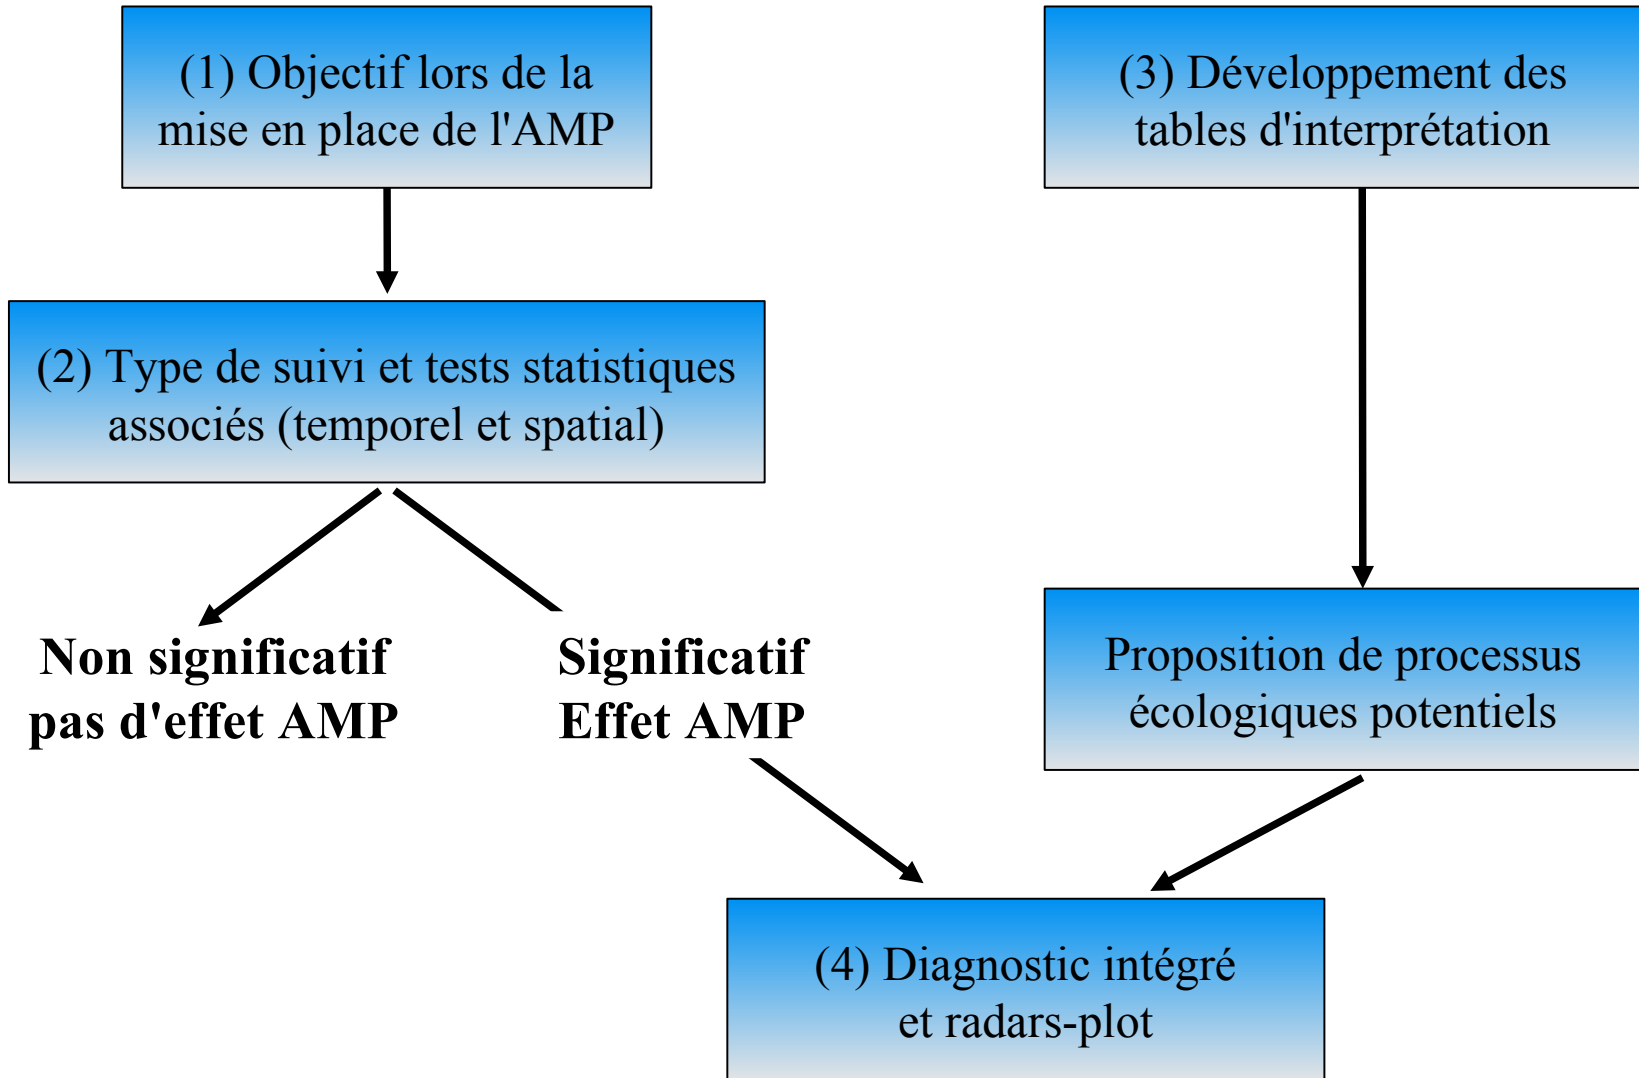 (1) Objectif lors de la
mise en place de l'AMP
(3) Développement des
tables d'interprétation
(2) Type de suivi et tests statistiques
associés (temporel et spatial)
Non significatif
pas d'effet AMP
Significatif
Effet AMP
Proposition de processus
écologiques potentiels
(4) Diagnostic intégré
et radars-plot